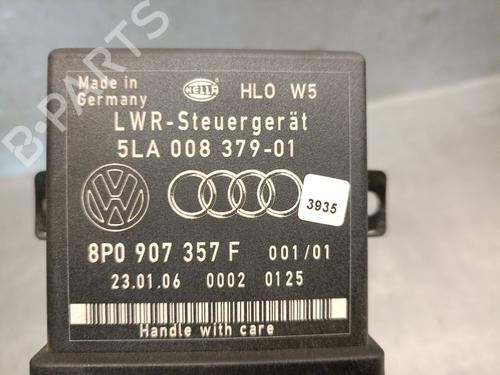 Made in
Germany
HELLA
HLO W5
LWR-Steuergerät
5LA 008 379-01
3935
8P0 907 357 F 001/01
23.01.06 0002 0125
Handle with care
B-PARTS